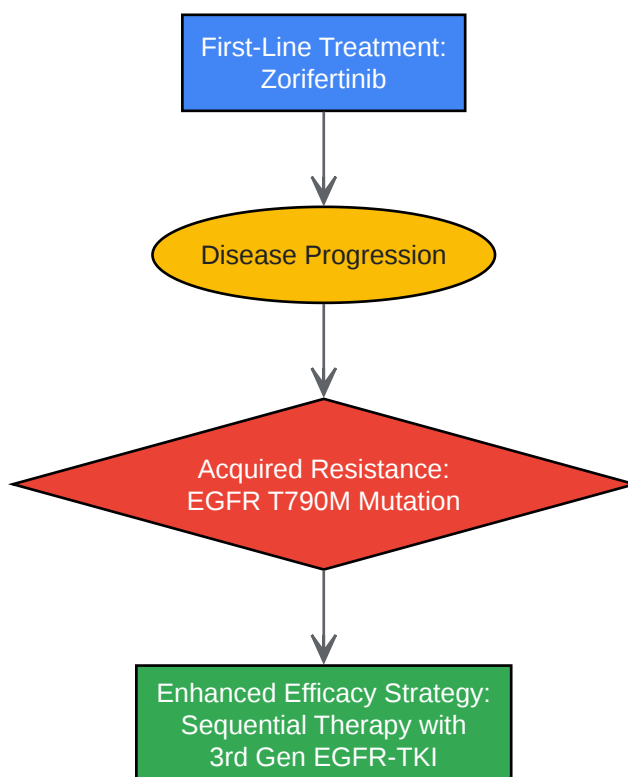 First-Line Treatment:
Zorifertinib
Disease Progression
Acquired Resistance:
EGFR T790M Mutation
Enhanced Efficacy Strategy:
Sequential Therapy with
3rd Gen EGFR-TKI